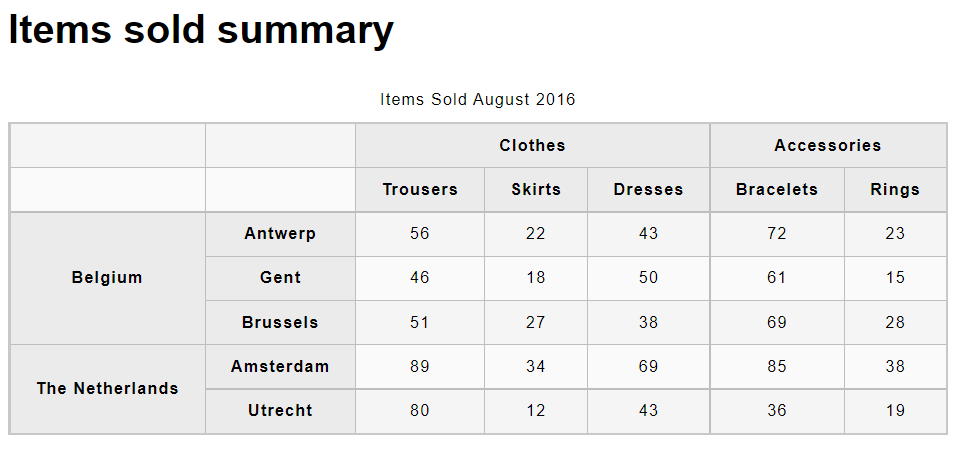 Items sold summary
Items Sold August 2016
Clothes Accessories
Trousers Skirts Dresses Bracelets Rings
Belgium Antwerp 56 22 43 72 23
Gent 46 18 50 61 15
Brussels 51 27 38 69 28
The Netherlands Amsterdam 89 34 69 85 38
Utrecht 80 12 43 36 19